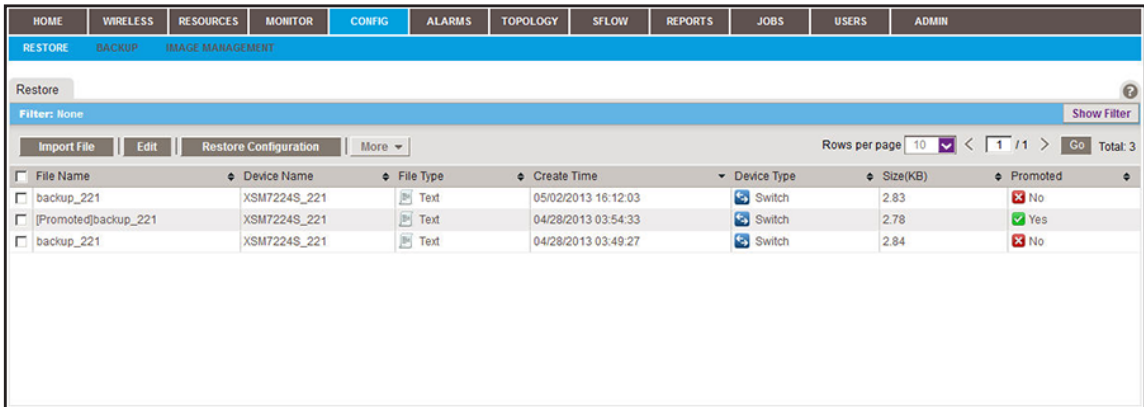 HOME WIRELESS RESOURCES MONITOR CONFIG ALARMS TOPOLOGY SFLOW REPORTS JOBS USERS ADMIN
RESTORE BACKUP IMAGE MANAGEMENT
Restore
Filter: None Show Filter
Import File Edit Restore Configuration More Rows per page 10 < 1 /1 > Go Total: 3
File Name Device Name File Type Create Time Device Type Size(KB) Promoted
backup_221 XSM7224S_221 Text 05/02/2013 16:12:03 Switch 2.83 No
[Promoted]backup_221 XSM7224S_221 Text 04/28/2013 03:54:33 Switch 2.78 Yes
backup_221 XSM7224S_221 Text 04/28/2013 03:49:27 Switch 2.84 No